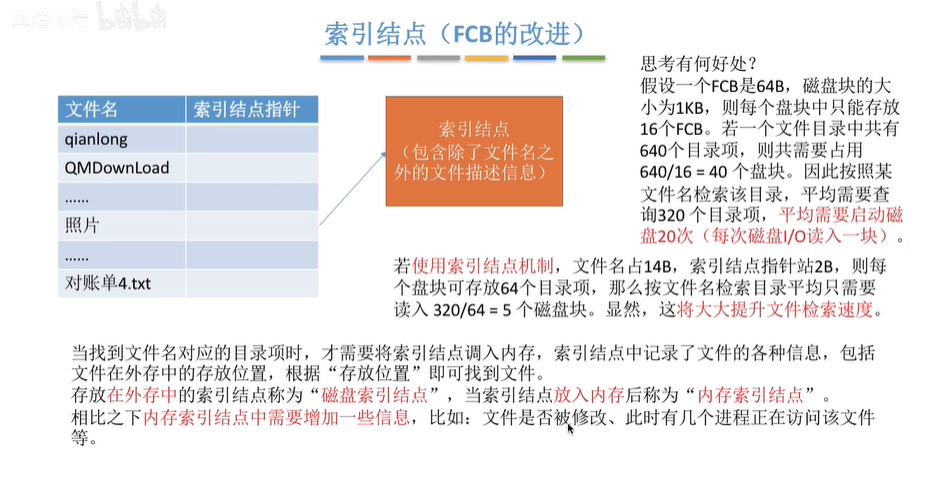 索引结点（FCB的改进）
思考有何好处？
假设一个FCB是64B，磁盘块的大
小为1KB，则每个盘块中只能存放
16个FCB。若一个文件目录中共有
640个目录项，则共需要占用
640/16 = 40 个盘块。因此按照某
文件名检索该目录，平均需要查
询320 个目录项，平均需要启动磁
盘20次（每次磁盘I/O读入一块）。
文件名 索引结点指针
qianlong
QMDownLoad
……
照片
……
对账单4.txt
索引结点
（包含除了文件名之
外的文件描述信息）
若使用索引结点机制，文件名占14B，索引结点指针站2B，则每
个盘块可存放64个目录项，那么按文件名检索目录平均只需要
读入 320/64 = 5 个磁盘块。显然，这将大大提升文件检索速度。
当找到文件名对应的目录项时，才需要将索引结点调入内存，索引结点中记录了文件的各种信息，包括
文件在外存中的存放位置，根据“存放位置”即可找到文件。
存放在外存中的索引结点称为“磁盘索引结点”，当索引结点放入内存后称为“内存索引结点”。
相比之下内存索引结点中需要增加一些信息，比如：文件是否被修改、此时有几个进程正在访问该文件
等。